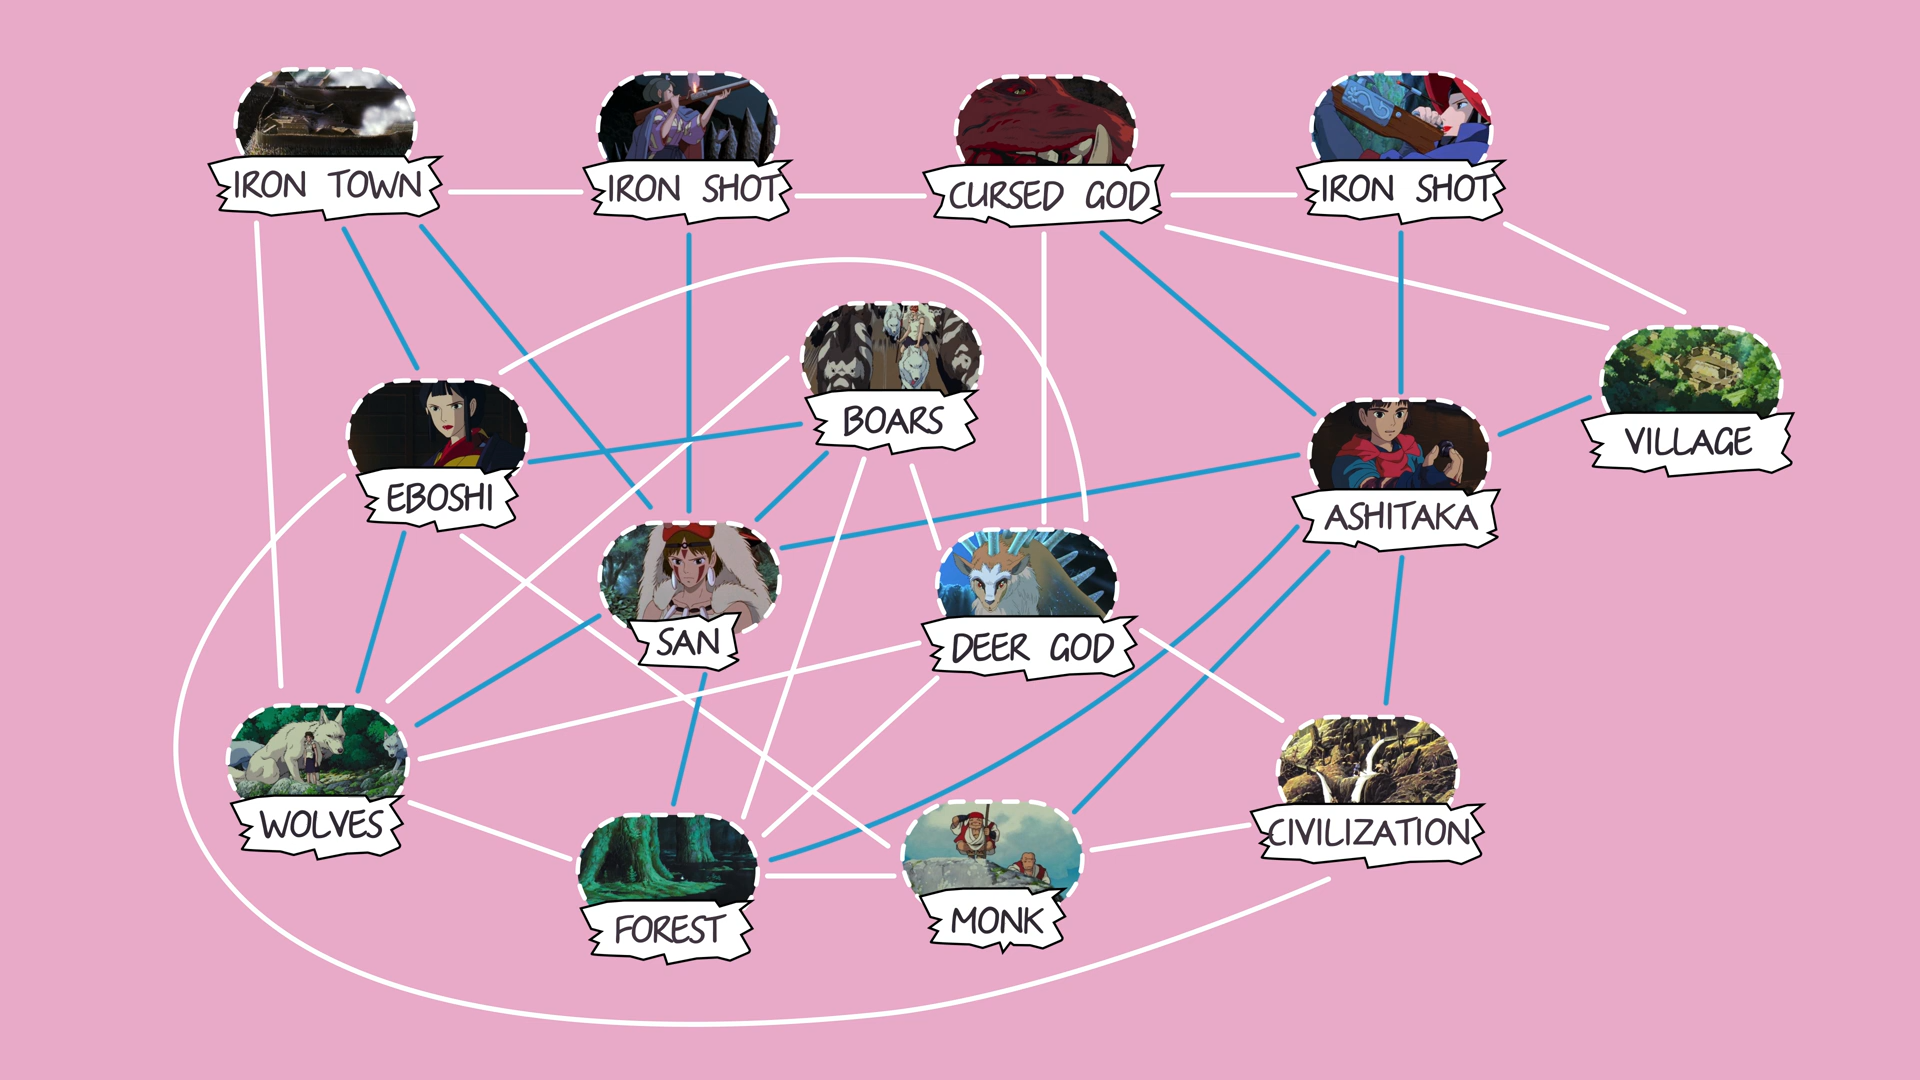 IRON TOWN
IRON SHOT
CURSED GOD
IRON SHOT
BOARS
VILLAGE
EBOSHI
ASHITAKA
SAN
DEER GOD
WOLVES
CIVILIZATION
FOREST
MONK